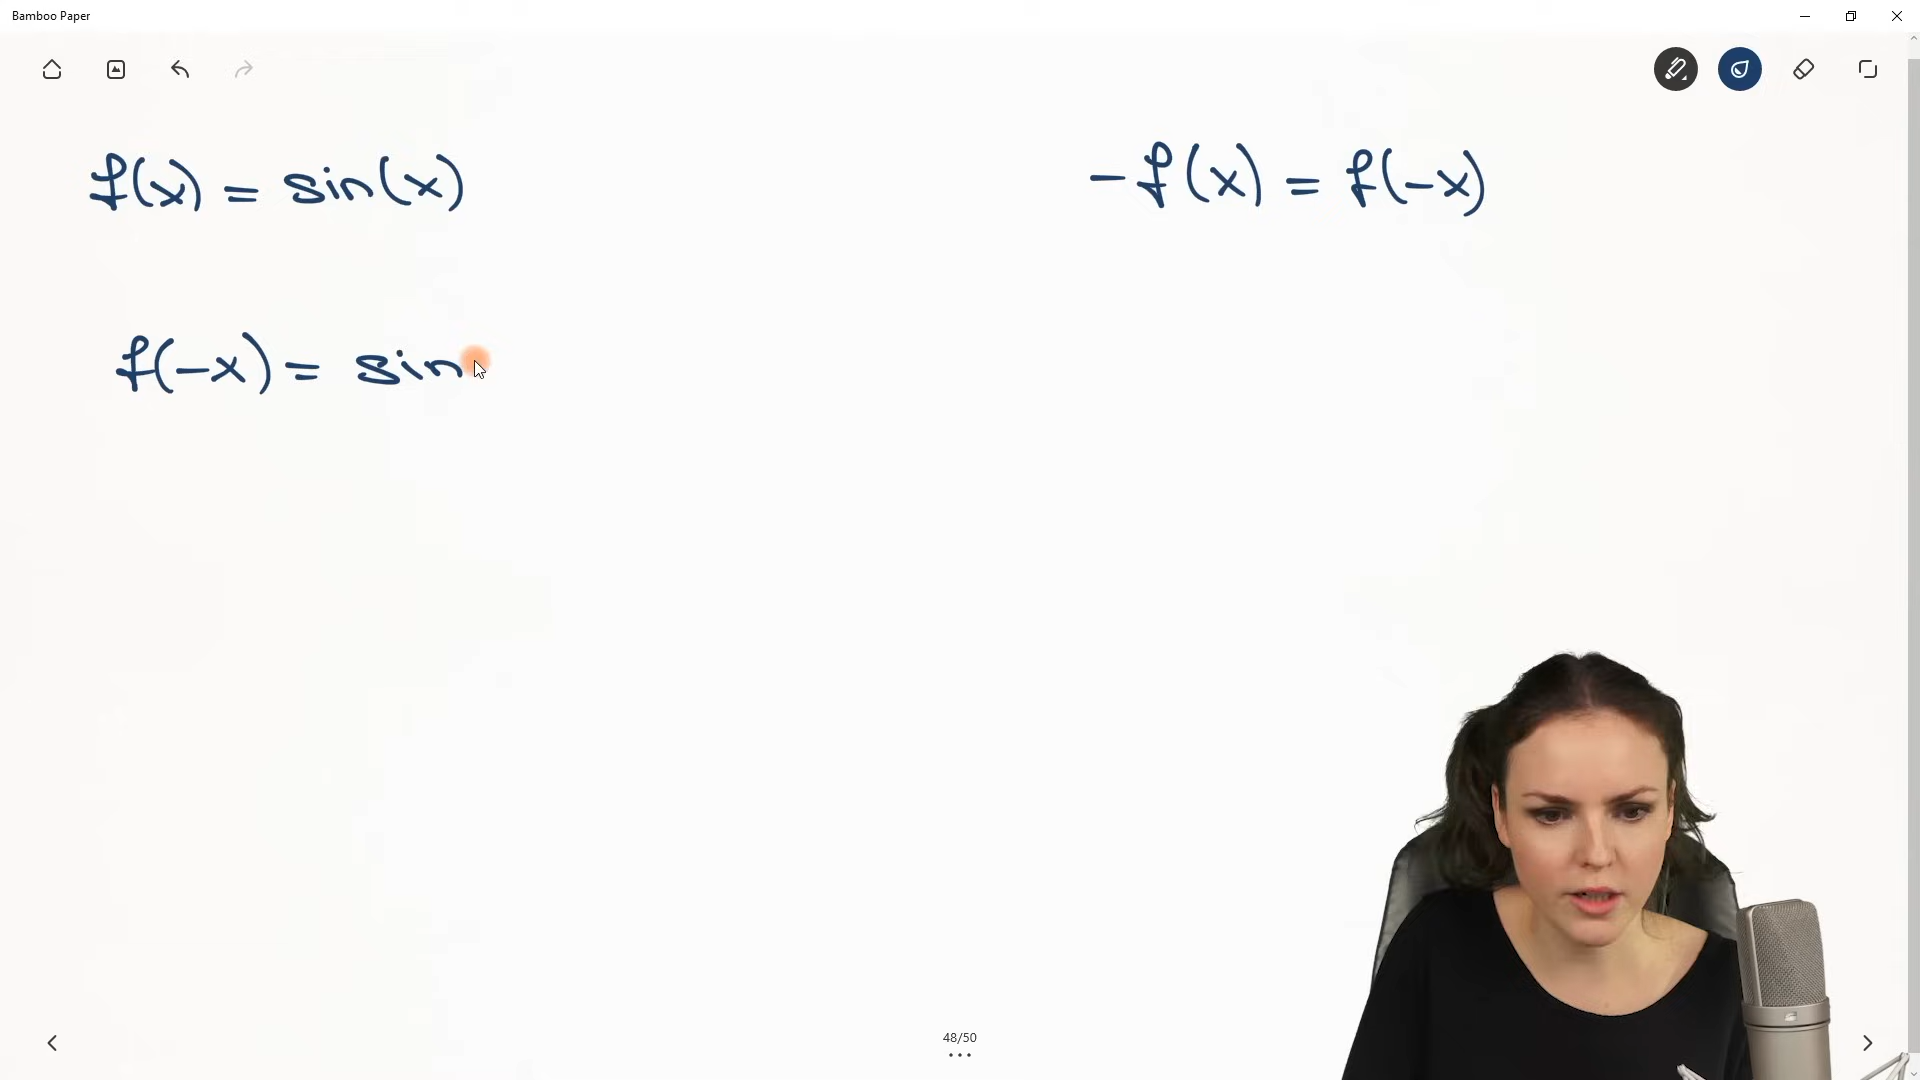 Bamboo Paper
f(x) = sin(x)
-f(x) = f(-x)
f(-x) = sin
48/50